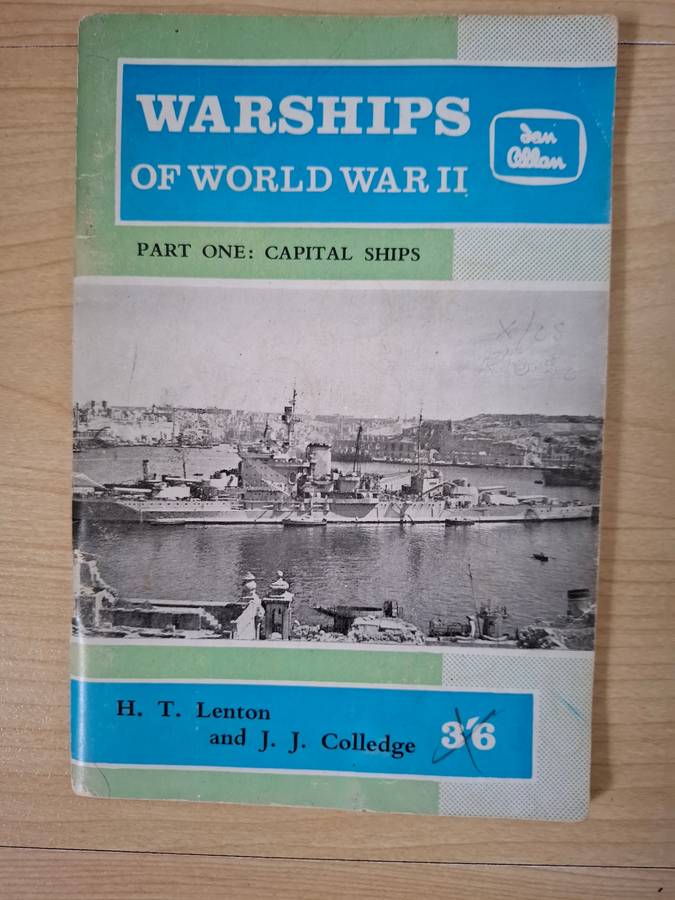 WARSHIPS
OF WORLD WAR II
Ian
Allan
PART ONE: CAPITAL SHIPS
H. T. Lenton
and J. J. Colledge
3'6